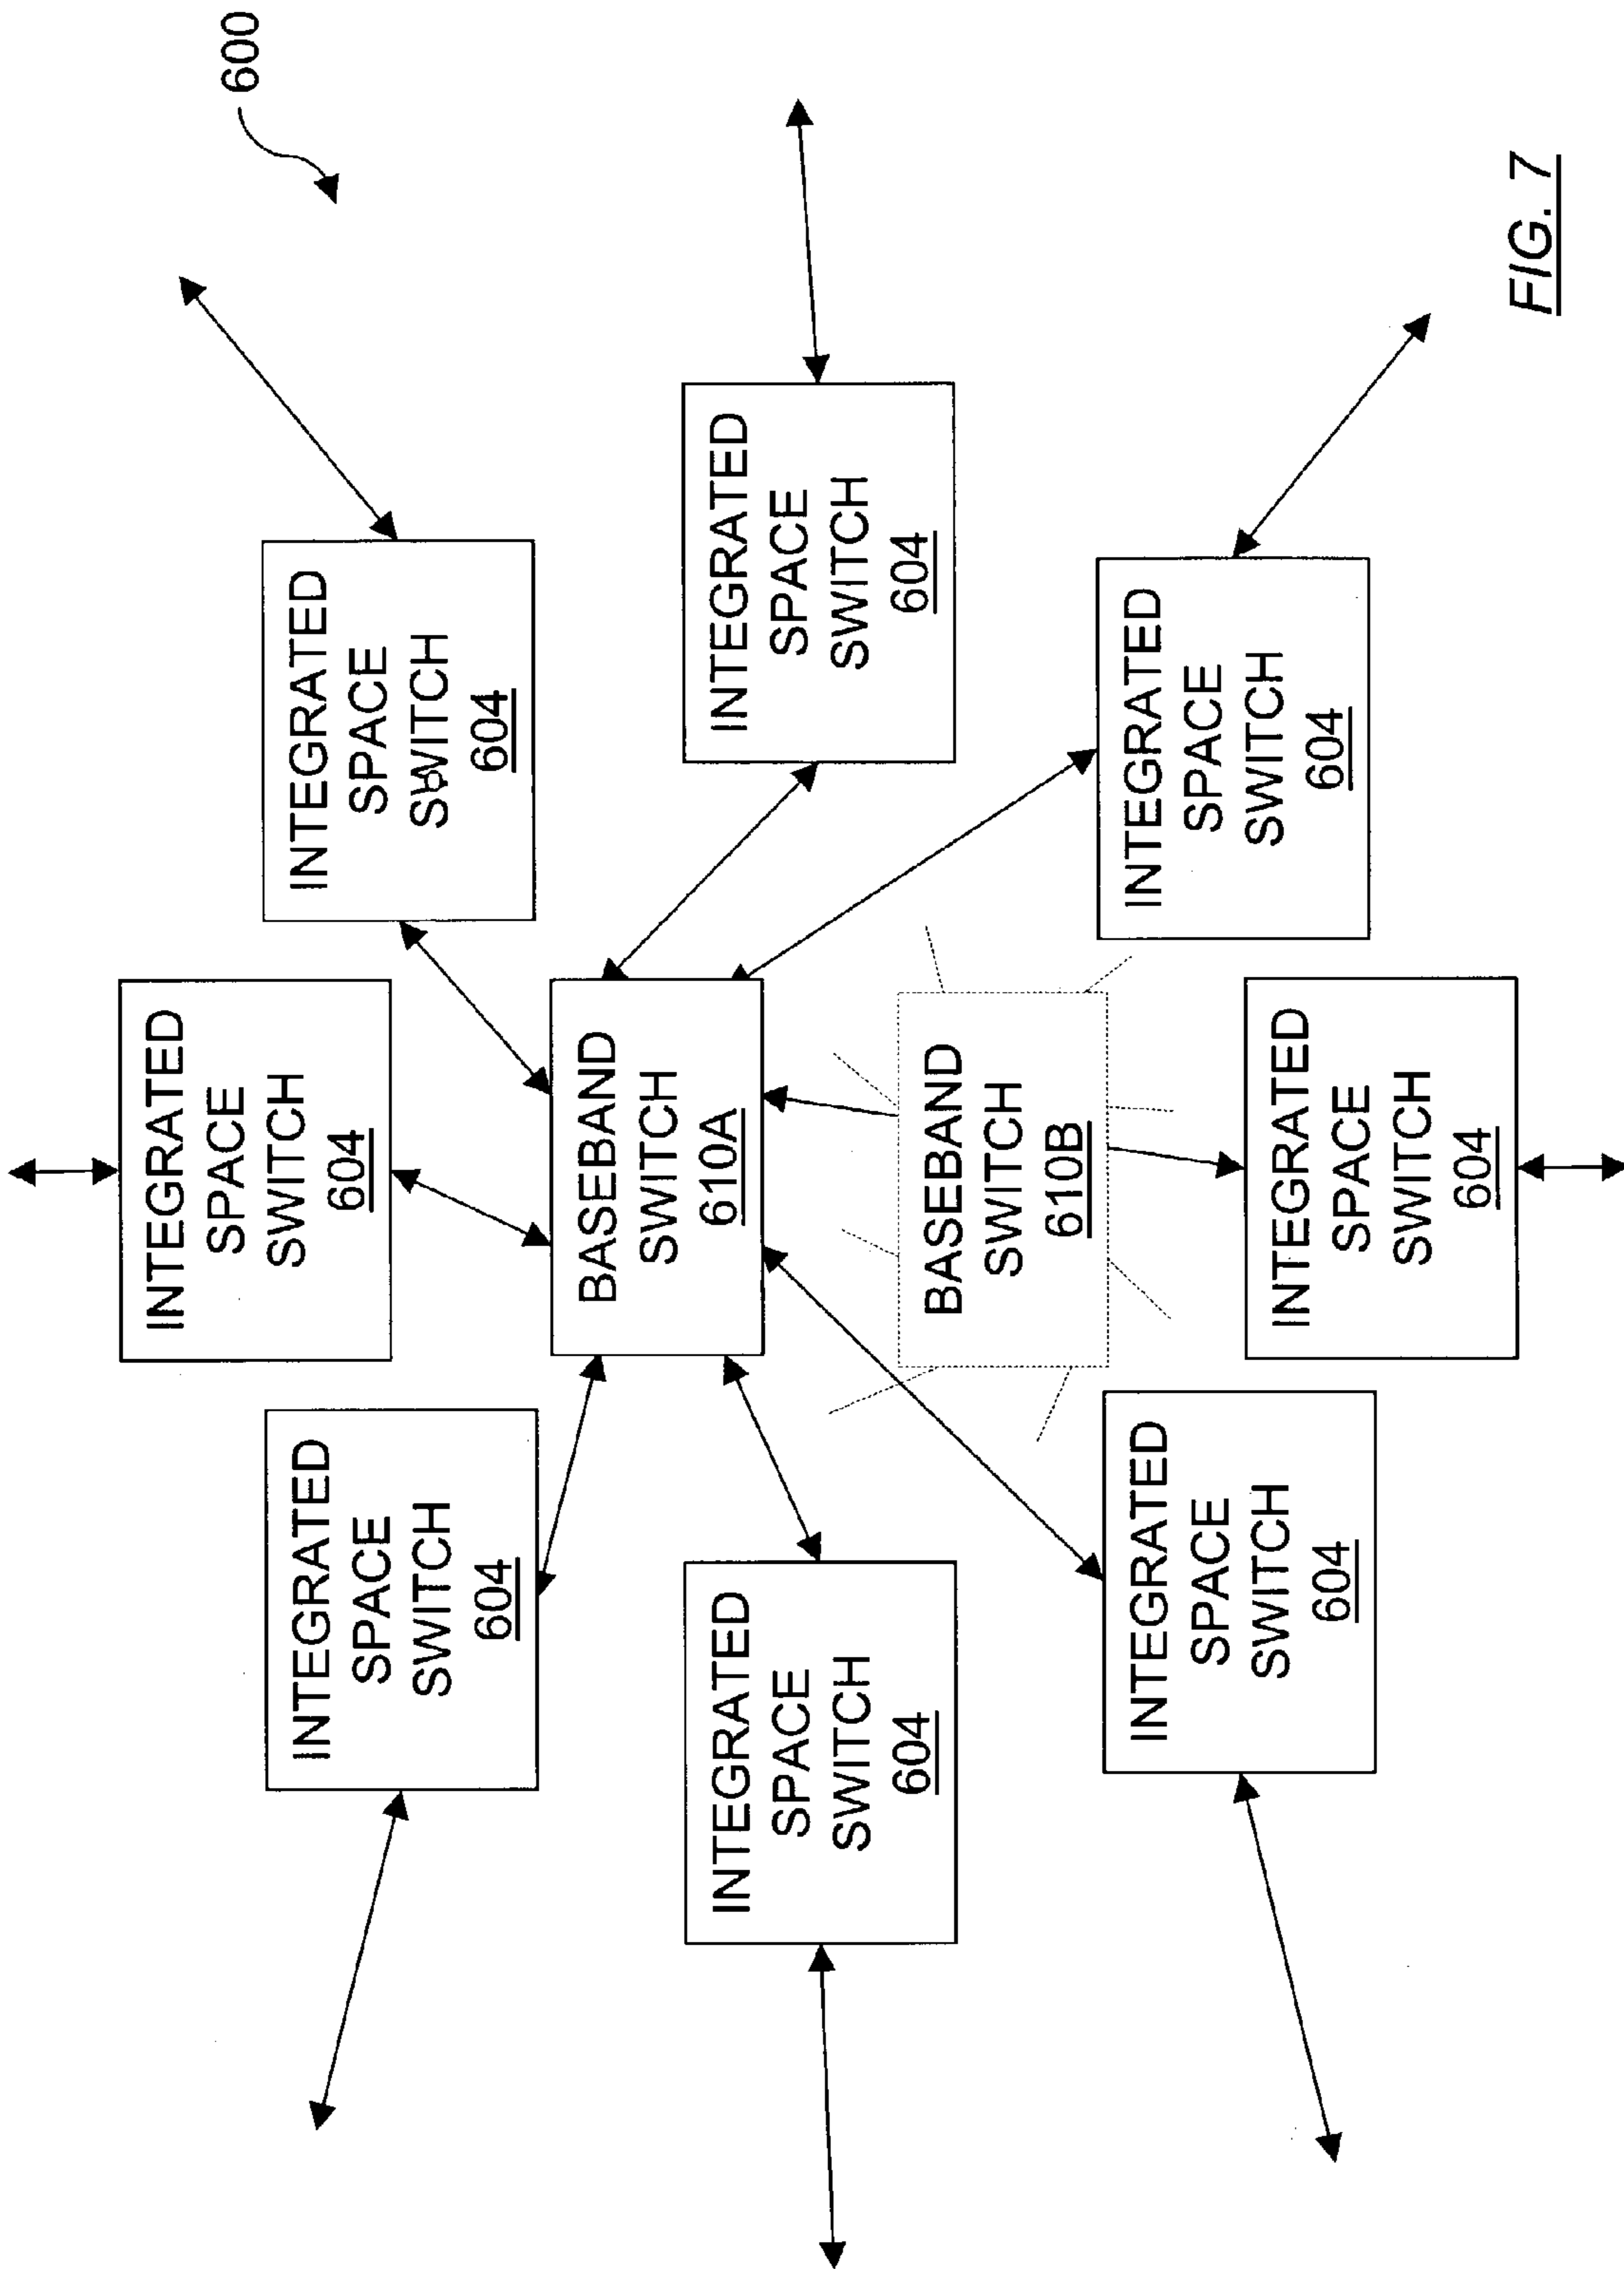 600
INTEGRATED
SPACE
SWITCH
604
INTEGRATED
SPACE
SWITCH
604
INTEGRATED
SPACE
SWITCH
604
BASEBAND
SWITCH
610A
INTEGRATED
SPACE
SWITCH
604
INTEGRATED
SPACE
SWITCH
604
BASEBAND
SWITCH
610B
INTEGRATED
SPACE
SWITCH
604
INTEGRATED
SPACE
SWITCH
604
INTEGRATED
SPACE
SWITCH
604
FIG. 7